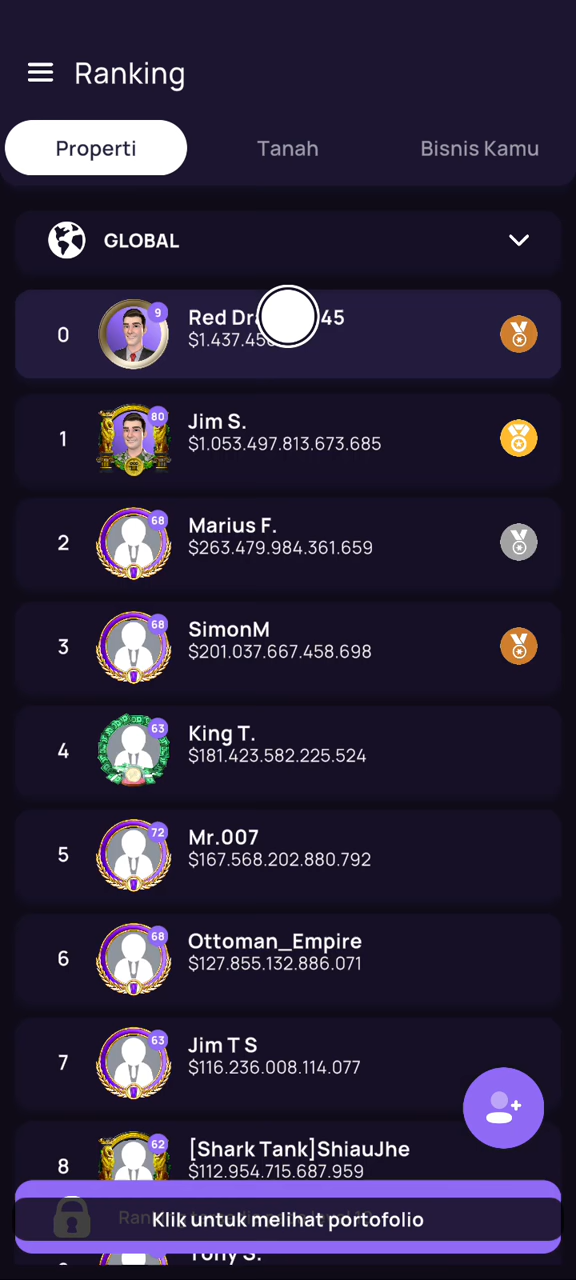 Ranking
Properti
Tanah
Bisnis Kamu
GLOBAL
0
9
Red 45
1
80
Jim S.
$1.053.497.813.673.685
2
68
Marius F.
$263.479.984.361.659
3
68
SimonM
$201.037.667.458.698
4
63
King T.
$181.423.582.225.524
5
72
Mr.007
$167.568.202.880.792
6
68
Ottoman_Empire
$127.855.132.886.071
7
63
Jim T S
$116.236.008.114.077
8
62
[Shark Tank]ShiauJhe
$112.954.715.687.959
Klik untuk melihat portofolio
Tony S.